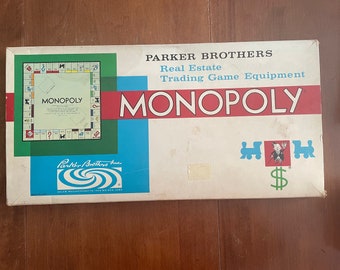 PARKER BROTHERS
Real Estate
Trading Game Equipment
MONOPOLY
MONOPOLY
Parker Brothers Inc
$